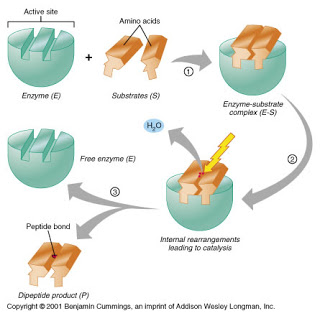 Active site
Amino acids
+
Enzyme (E)
Substrates (S)
1
Enzyme-substrate
complex (E-S)
H₂O
Free enzyme (E)
2
3
Internal rearrangements
leading to catalysis
Peptide bond
Dipeptide product (P)
Copyright © 2001 Benjamin Cummings, an imprint of Addison Wesley Longman, Inc.